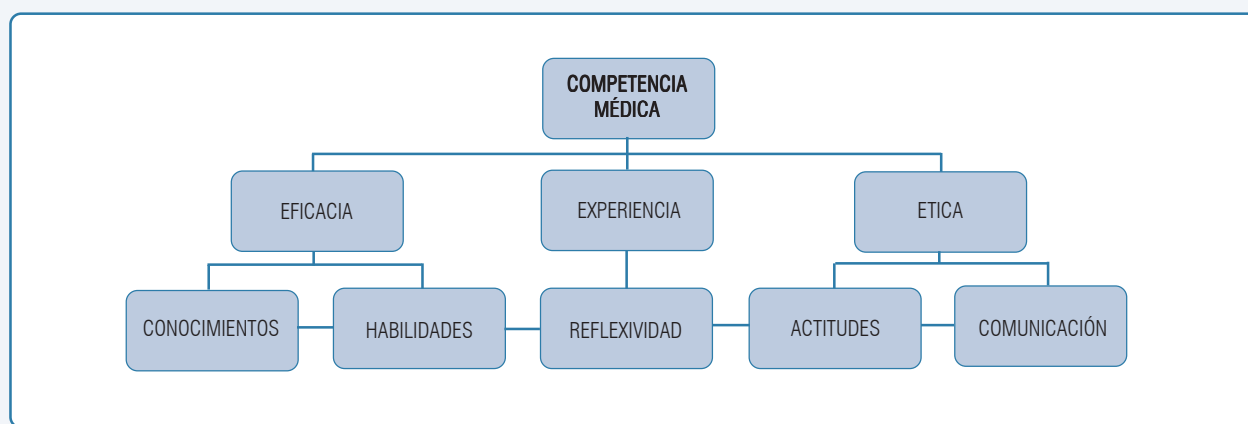 COMPETENCIA
MÉDICA
EFICACIA
EXPERIENCIA
ETICA
CONOCIMIENTOS
HABILIDADES
REFLEXIVIDAD
ACTITUDES
COMUNICACIÓN